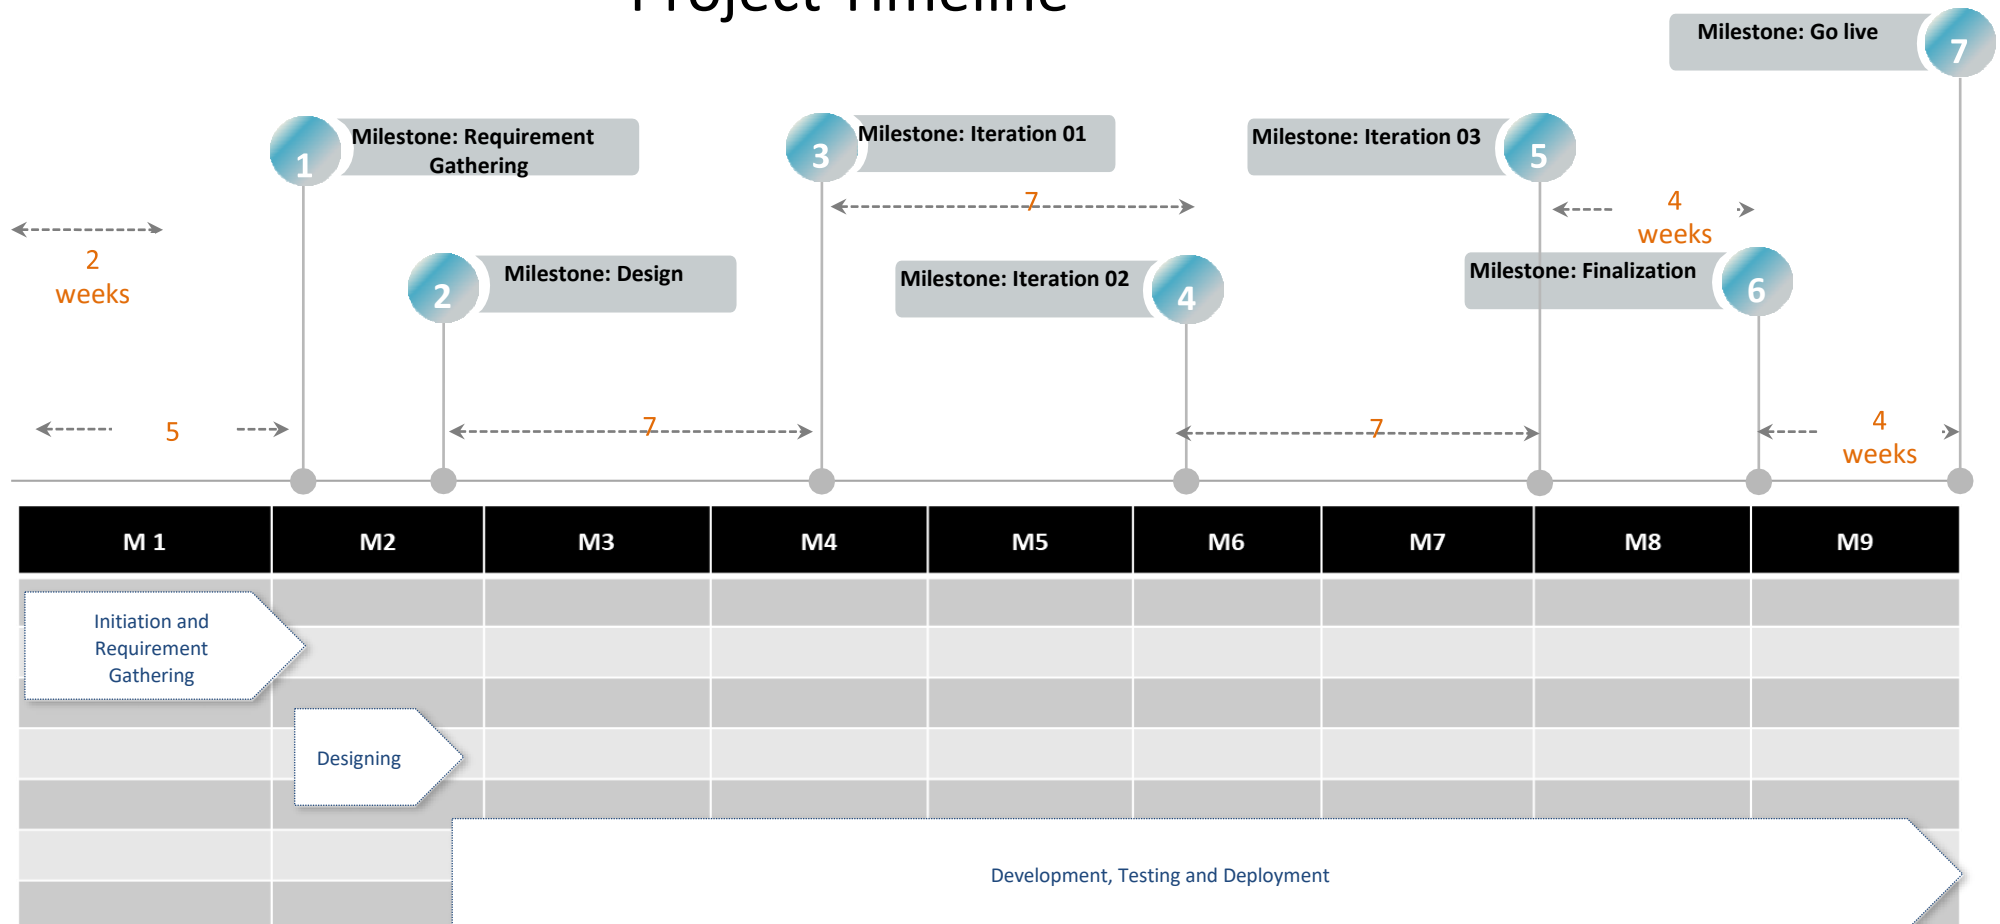 Project Timeline
Milestone: Go live
7
1
Milestone: Requirement
Gathering
3
Milestone: Iteration 01
Milestone: Iteration 03
5
7
4
weeks
2
weeks
2
Milestone: Design
Milestone: Iteration 02
4
Milestone: Finalization
6
5
7
7
4
weeks
M 1
M2
M3
M4
M5
M6
M7
M8
M9
Initiation and
Requirement
Gathering
Designing
Development, Testing and Deployment